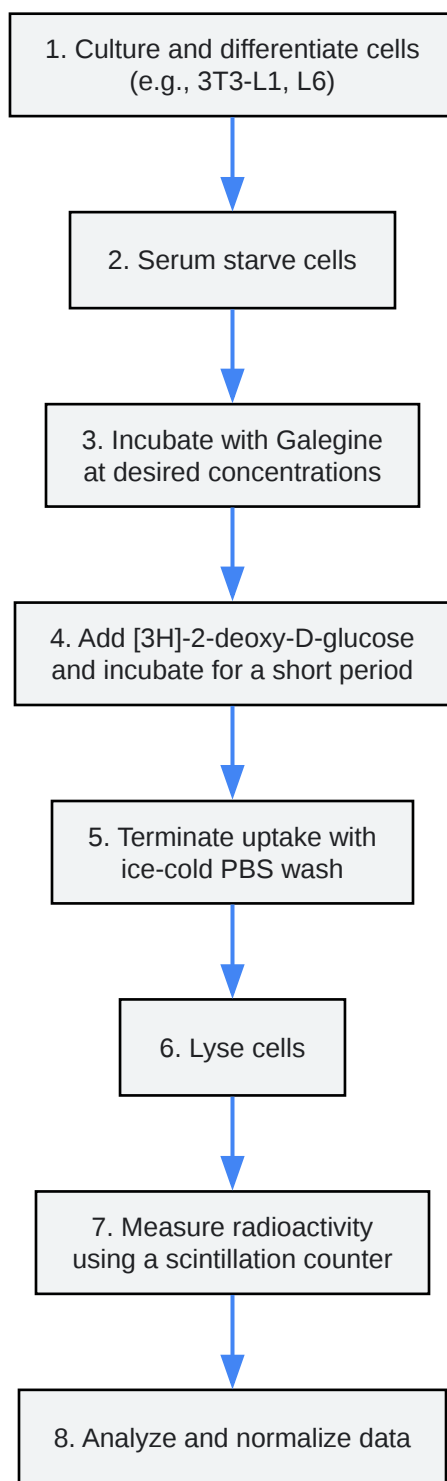 1. Culture and differentiate cells
(e.g., 3T3-L1, L6)
2. Serum starve cells
3. Incubate with Galegine
at desired concentrations
4. Add [3H]-2-deoxy-D-glucose
and incubate for a short period
5. Terminate uptake with
ice-cold PBS wash
6. Lyse cells
7. Measure radioactivity
using a scintillation counter
8. Analyze and normalize data